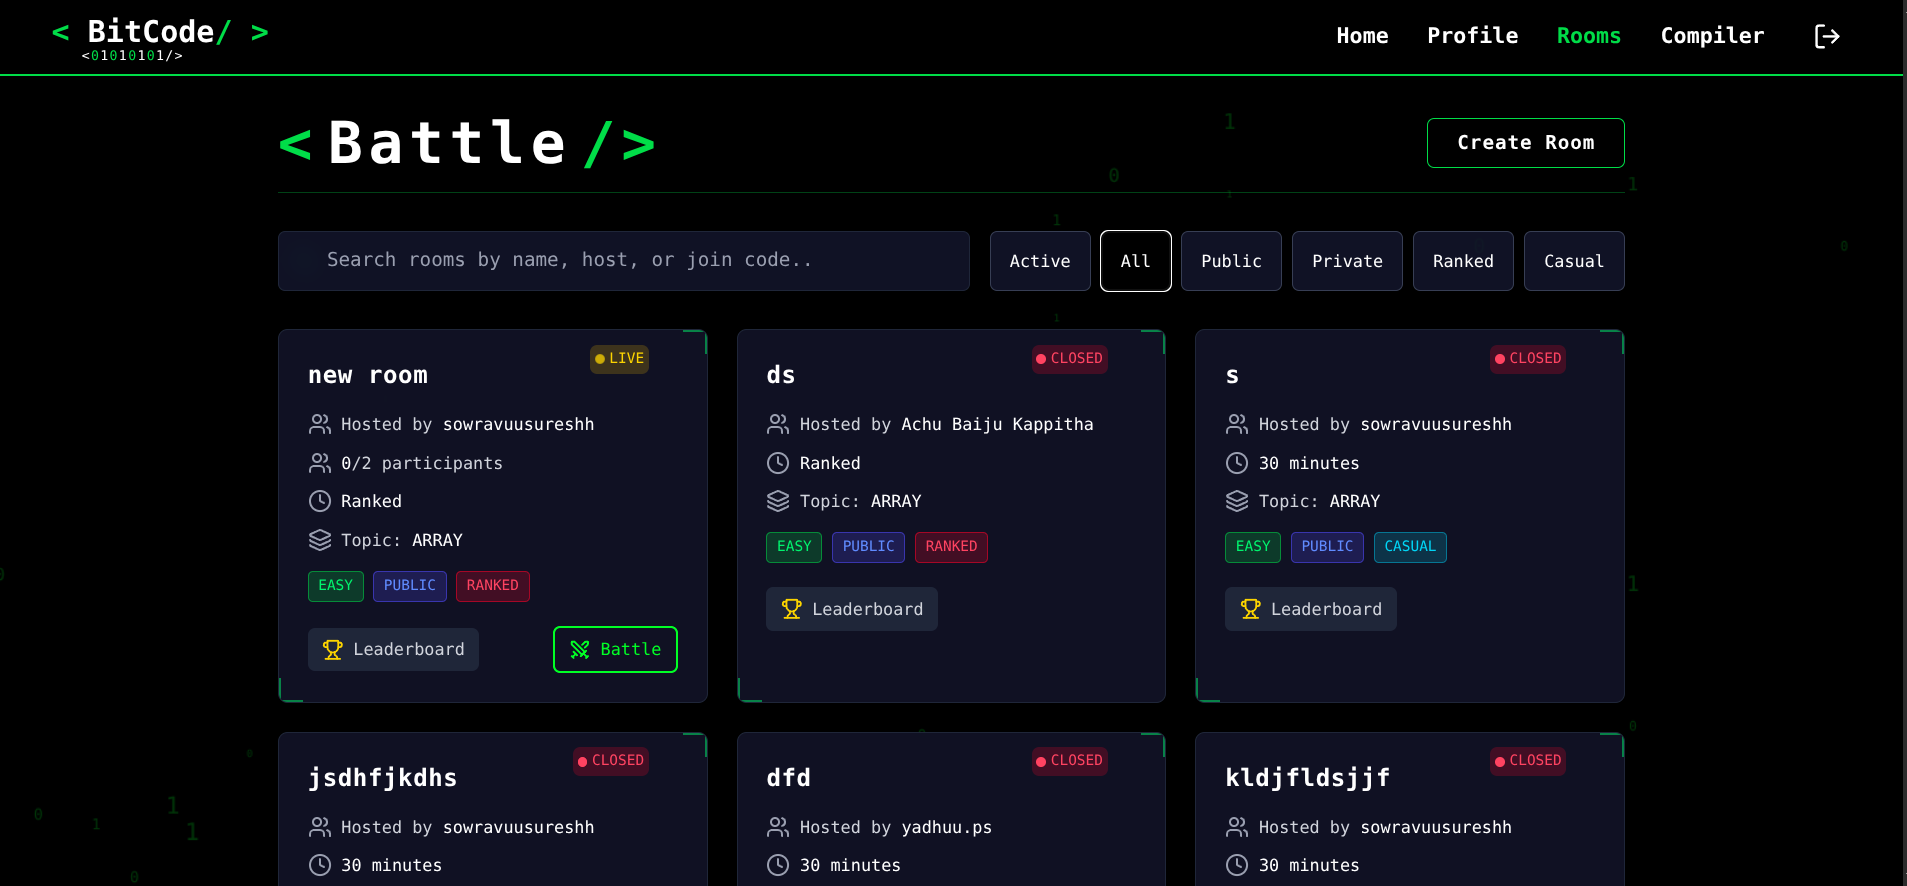 < BitCode/ >
<01010101/>
Home Profile Rooms Compiler
<Battle/>
Create Room
Search rooms by name, host, or join code..
Active All Public Private Ranked Casual
new room
LIVE
Hosted by sowravuusureshh
0/2 participants
Ranked
Topic: ARRAY
EASY PUBLIC RANKED
Leaderboard Battle
ds
CLOSED
Hosted by Achu Baiju Kappitha
Ranked
Topic: ARRAY
EASY PUBLIC RANKED
Leaderboard
s
CLOSED
Hosted by sowravuusureshh
30 minutes
Topic: ARRAY
EASY PUBLIC CASUAL
Leaderboard
jsdhfjkdhs
CLOSED
Hosted by sowravuusureshh
30 minutes
dfd
CLOSED
Hosted by yadhuu.ps
30 minutes
kldjfldsjjf
CLOSED
Hosted by sowravuusureshh
30 minutes